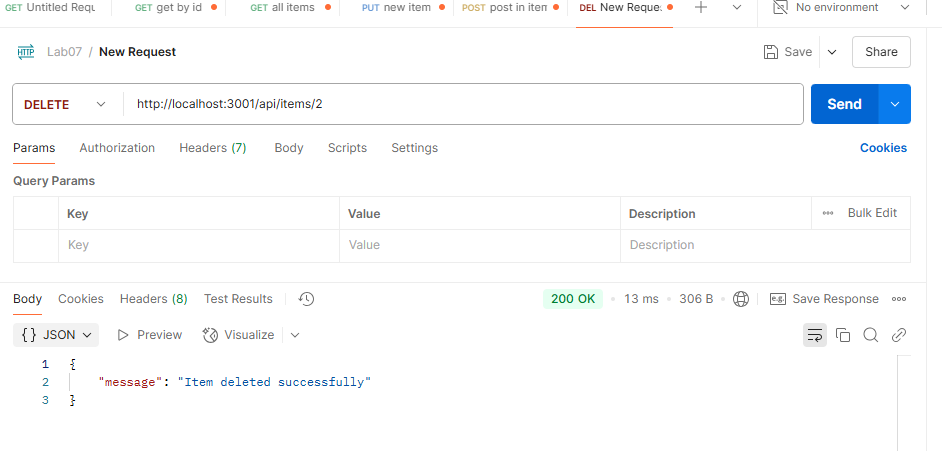 GET Untitled Requ GET get by id GET all items PUT new item POST post in iten DEL New Reque: No environment
HTTP Lab07 / New Request Save Share
DELETE http://localhost:3001/api/items/2 Send
Params Authorization Headers (7) Body Scripts Settings Cookies
Query Params
Key Value Description Bulk Edit
Key Value Description
Body Cookies Headers (8) Test Results 200 OK 13 ms 306 B e.g. Save Response
{} JSON Preview Visualize
1 {
2 "message": "Item deleted successfully"
3 }